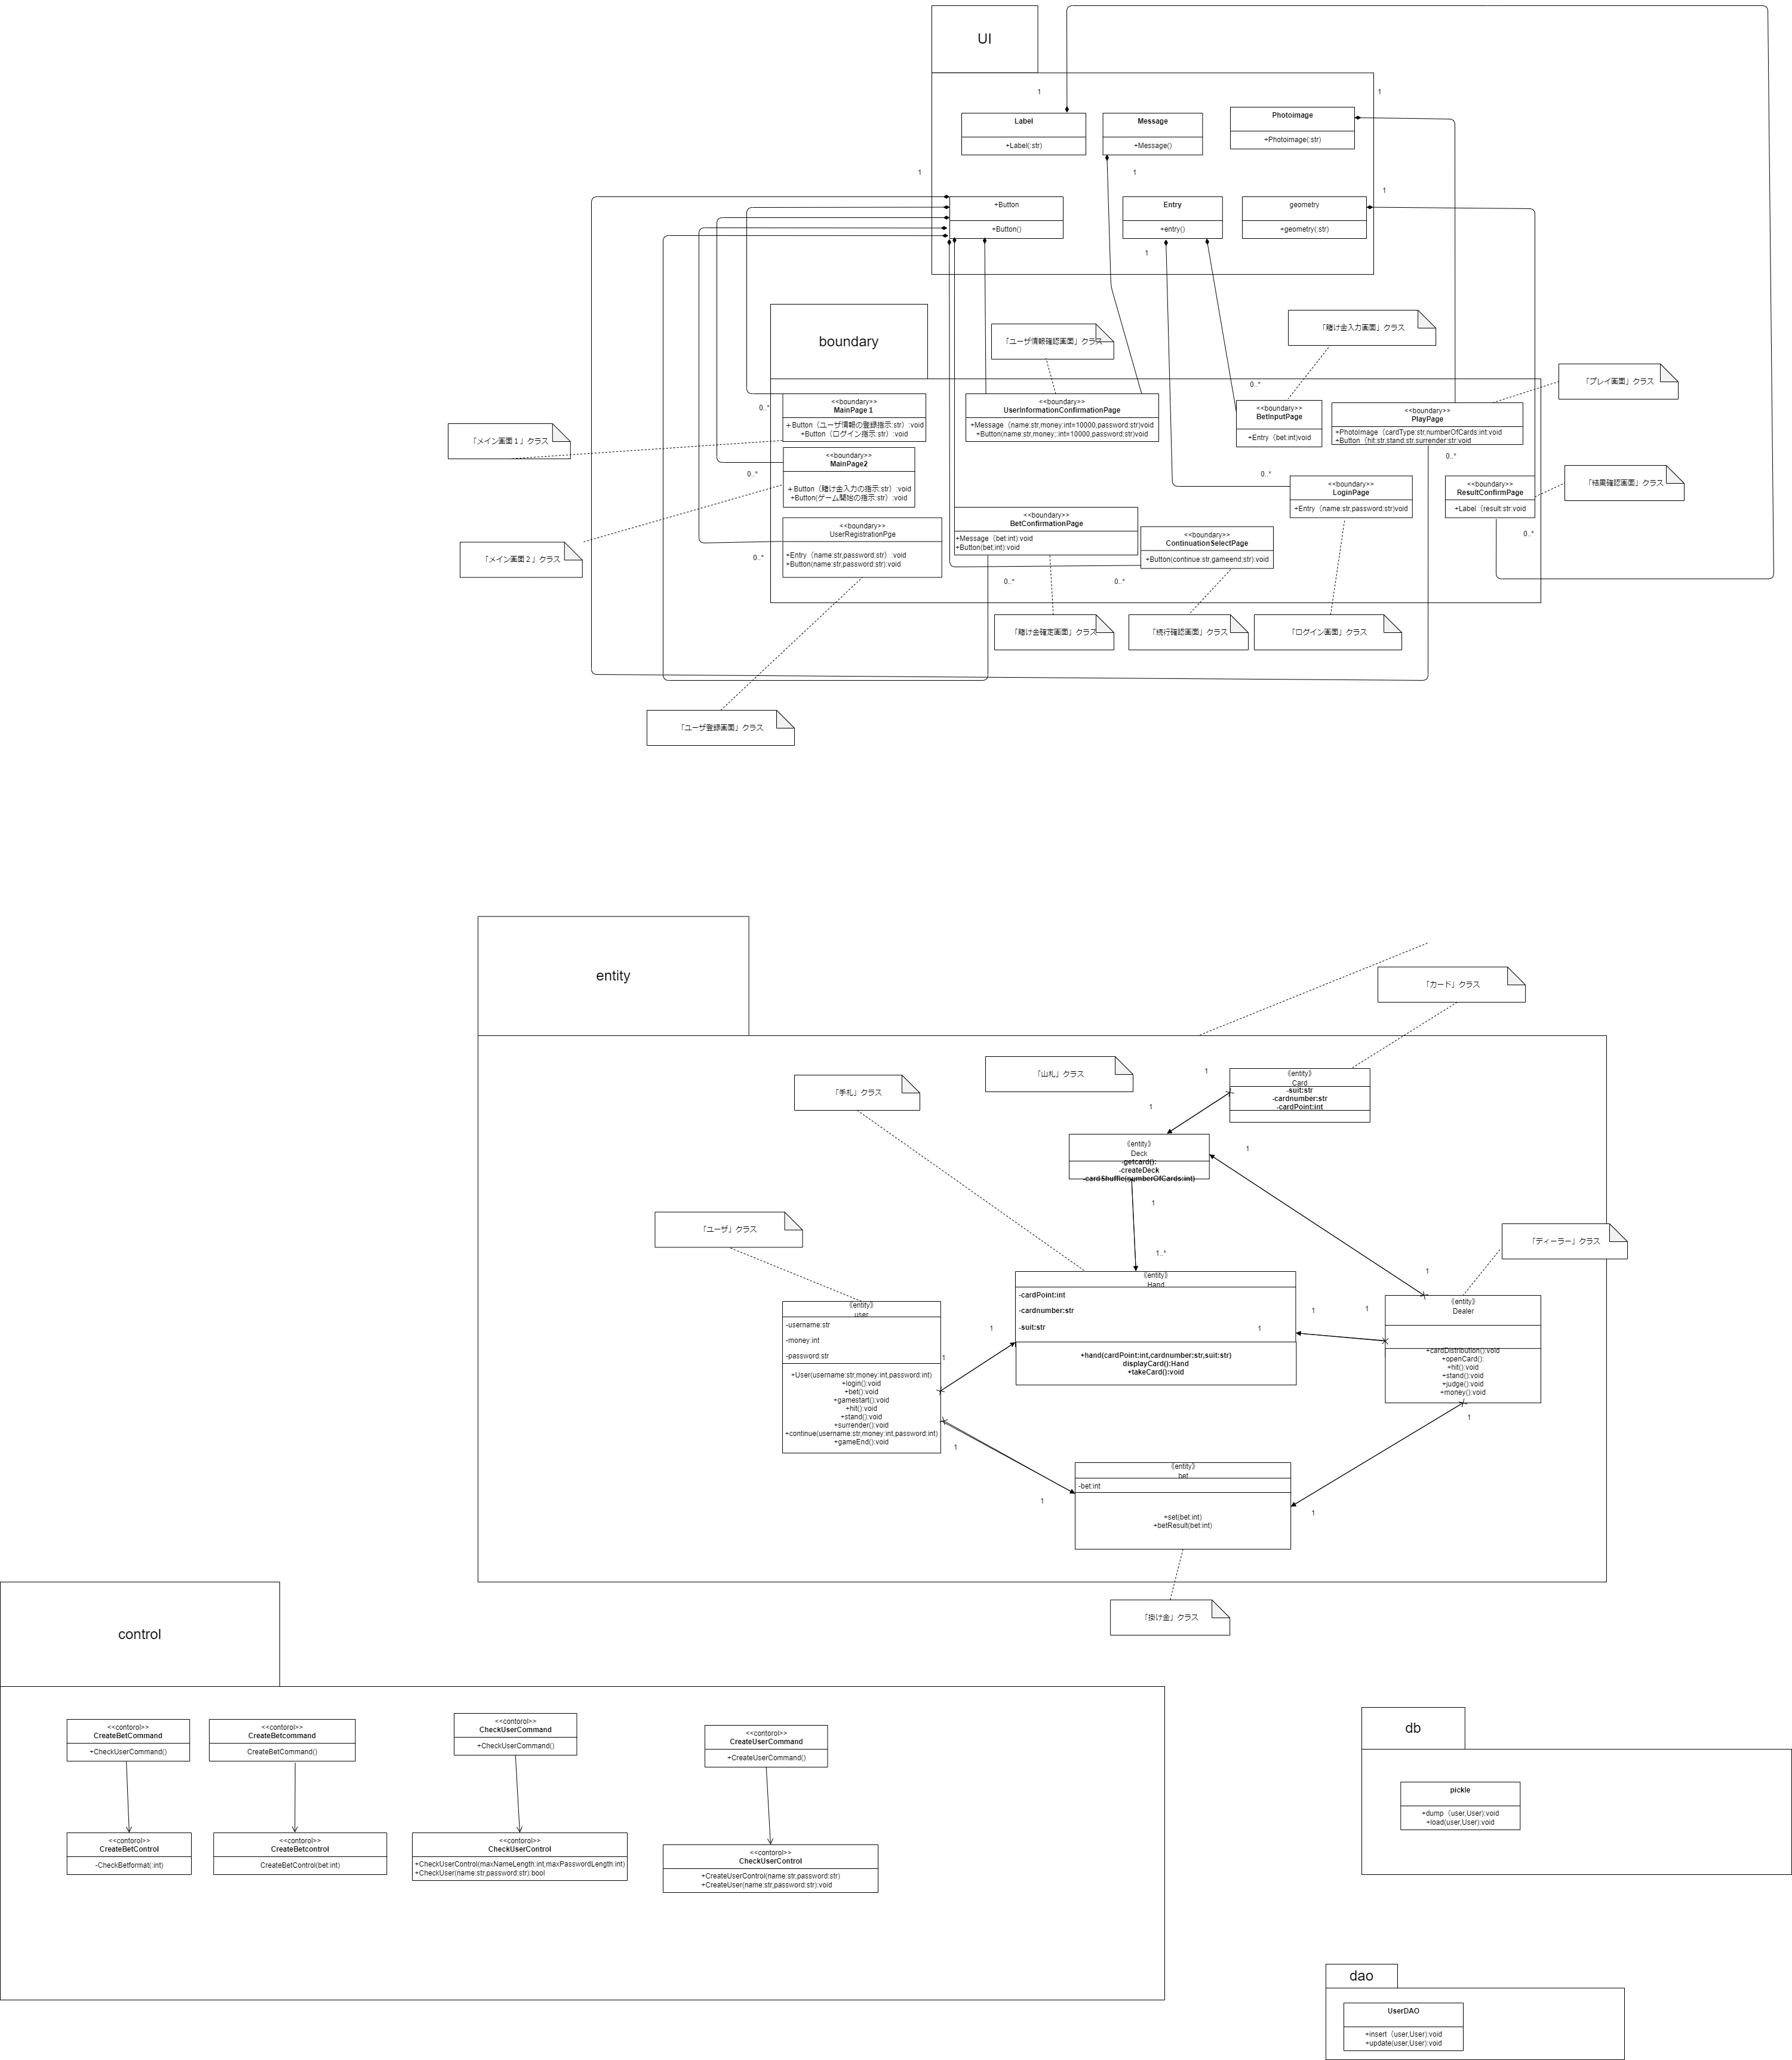 UI
1
1
Label
+Label(:str)
Message
+Message()
Photoimage
+Photoimage(:str)
1
1
1
+Button
+Button()
Entry
+entry()
geometry
+geometry(:str)
1
boundary
「ユーザ情報確認画面」クラス
「賭け金入力画面」クラス
「プレイ画面」クラス
0..*
0..*
<<boundary>>
MainPage１
＋Button（ユーザ情報の登録指示:str）:void
+Button（ログイン指示:str）:void
<<boundary>>
UserInformationConfirmationPage
+Message（name:str,money:int=10000,password:str)void
+Button(name:str,money;:int=10000,password:str)void
<<boundary>>
BetInputPage
+Entry（bet:int)void
<<boundary>>
PlayPage
+PhotoImage（cardType:str,numberOfCards:int:void
+Button（hit:str,stand:str,surrender:str:void
「メイン画面１」クラス
<<boundary>>
MainPage2
＋Button（賭け金入力の指示:str）:void
+Button(ゲーム開始の指示:str）:void
0..*
0..*
0..*
<<boundary>>
LoginPage
+Entry（name:str,password:str)void
<<boundary>>
ResultConfirmPage
+Label（result:str:void
「結果確認画面」クラス
<<boundary>>
UserRegistrationPge
+Entry（name:str,password:str）:void
+Button(name:str,password:str):void
<<boundary>>
BetConfirmationPage
+Message（bet:int):void
+Button(bet;int):void
<<boundary>>
ContinuationSelectPage
+Button(continue:str,gameend;str):void
0..*
「メイン画面２」クラス
0..*
0..*
0..*
「賭け金確定画面」クラス
「続行確認画面」クラス
「ログイン画面」クラス
「ユーザ登録画面」クラス
entity
「カード」クラス
「山札」クラス
「手札」クラス
1
《entity》
Card
-suit:str
-cardnumber:str
-cardPoint:int
1
《entity》
Deck
-getcard():
-createDeck
-cardShuffle(numberOfCards:int)
1
1
「ユーザ」クラス
「ディーラー」クラス
1..*
1
《entity》
Hand
-cardPoint:int
-cardnumber:str
-suit:str
+hand(cardPoint:int,cardnumber:str,suit:str)
displayCard():Hand
+takeCard():void
1
1
1
1
1
《entity》
user
-username:str
-money:int
-password:str
+User(username:str,money:int,password:int)
+login():void
+bet():void
+gamestart():void
+hit():void
+stand():void
+surrender():void
+continue(username:str,money:int,password:int)
+gameEnd():void
《entity》
Dealer
+cardDistribution():void
+openCard():
+hit():void
+stand():void
+judge():void
+money():void
1
1
1
1
《entity》
bet
-bet:int
+set(bet:int)
+betResult(bet:int)
「掛け金」クラス
control
<<contorol>>
CreateBetCommand
+CheckUserCommand()
<<contorol>>
CreateBetcommand
CreateBetCommand()
<<contorol>>
CheckUserCommand
+CheckUserCommand()
<<contorol>>
CreateUserCommand
+CreateUserCommand()
<<contorol>>
CreateBetControl
-CheckBetformat(:int)
<<contorol>>
CreateBetcontrol
CreateBetControl(bet:int)
<<contorol>>
CheckUserControl
+CheckUserControl(maxNameLength:int,maxPasswordLength:int)
+CheckUser(name:str,password:str):bool
<<contorol>>
CheckUserControl
+CreateUserControl(name:str,password:str)
+CreateUser(name:str,password:str):void
db
pickle
+dump（user,User):void
+load(user,User):void
dao
UserDAO
+insert（user,User):void
+update(user,User):void